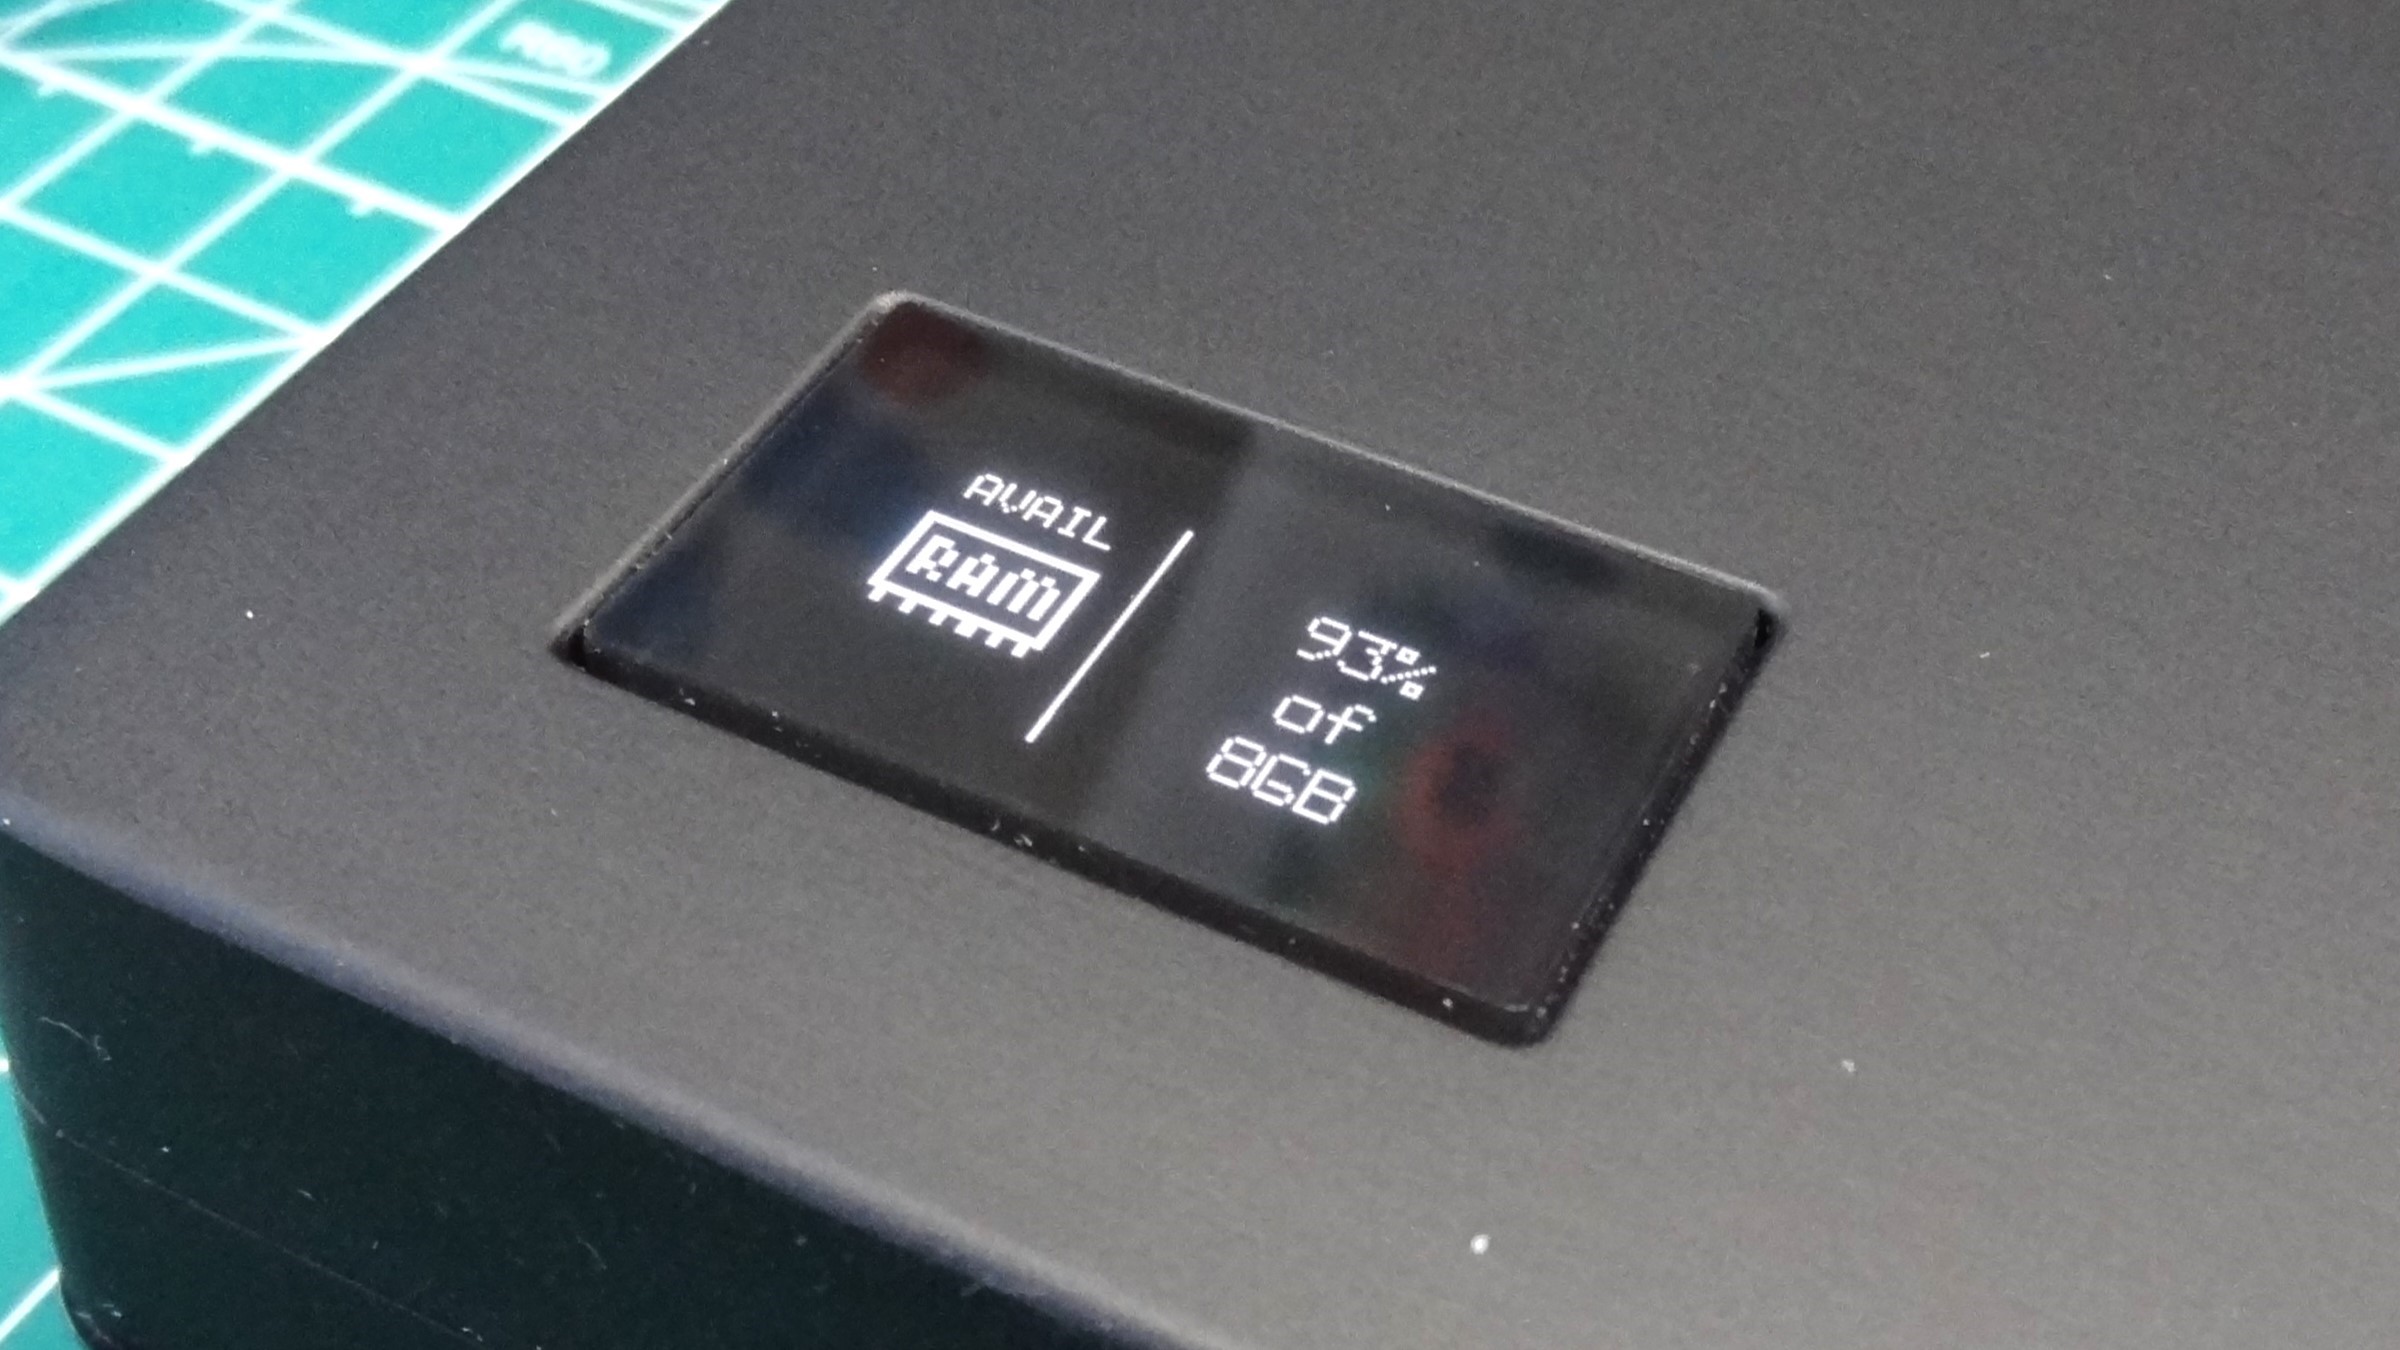 AVAIL
RAM
93%
of
8GB